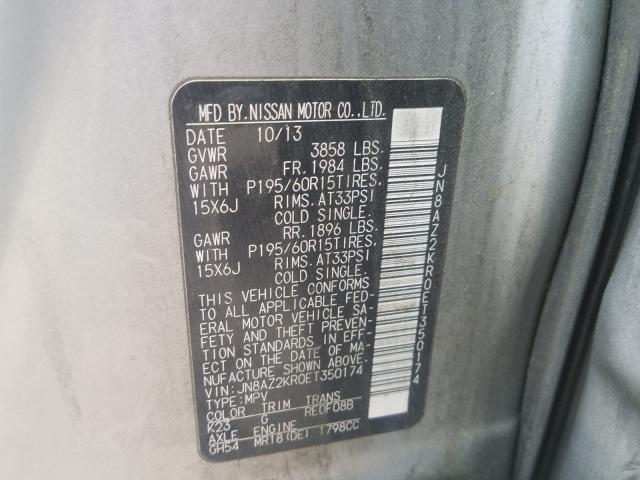 MFD BY.NISSAN MOTOR CO.,LTD.
DATE 10/13
GVWR 3858 LBS.
GAWR FR. 1984 LBS.
WITH P195/60R15TIRES.
15X6J RIMS.AT33PSI
COLD SINGLE.
GAWR RR. 1896 LBS.
WITH P195/60R15TIRES.
15X6J RIMS.AT33PSI
COLD SINGLE.
THIS VEHICLE CONFORMS
TO ALL APPLICABLE FED-
ERAL MOTOR VEHICLE SA-
FETY AND THEFT PREVEN-
TION STANDARDS IN EFF-
ECT ON THE DATE OF MA-
NUFACTURE SHOWN ABOVE.
VIN:JN8AZ2KR0ET350174
TYPE:MPV
COLOR TRIM TRANS
K23 G RE0F08B
AXLE ENGINE
GH54 MRT8(DE) 1798CC
JN8AZ2KR0ET350174